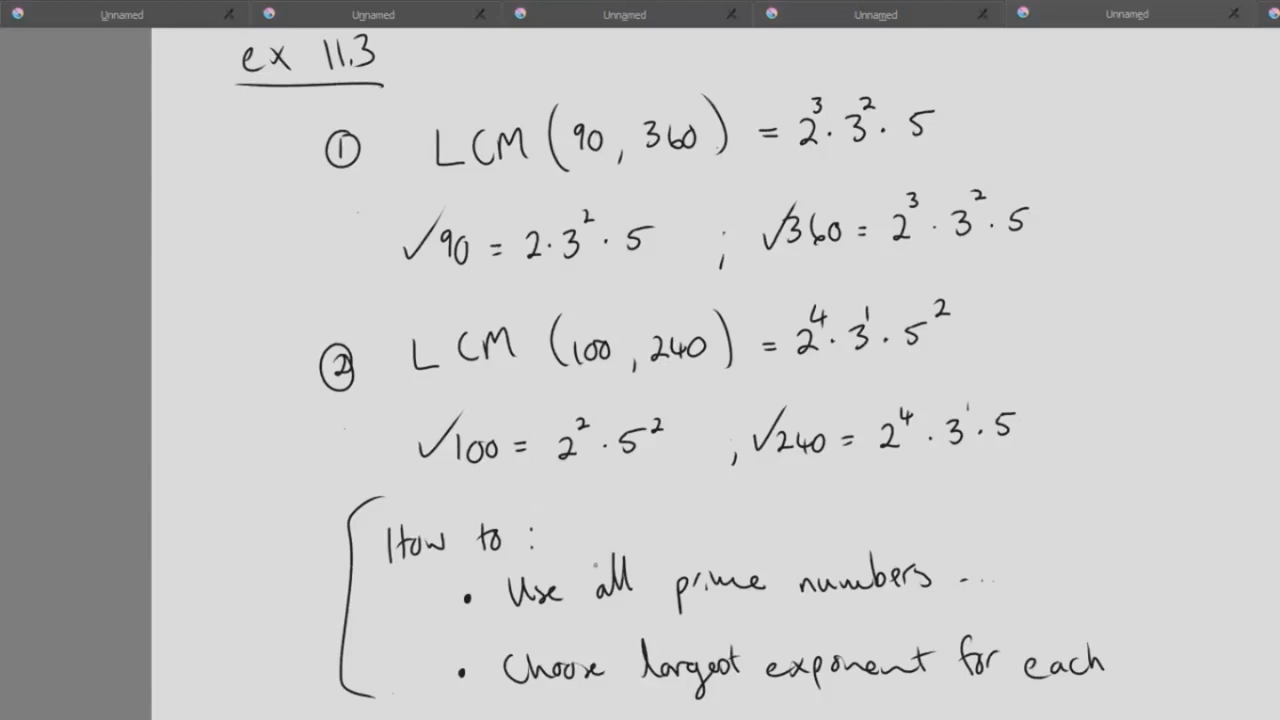 Unnamed Unnamed Unnamed Unnamed Unnamed
ex 11.3
① LCM (90, 360) = 2³ · 3² · 5
✓90 = 2 · 3² · 5 ; ✓360 = 2³ · 3² · 5
② LCM (100, 240) = 2⁴ · 3¹ · 5²
✓100 = 2² · 5² , ✓240 = 2⁴ · 3¹ · 5
How to :
• Use all prime numbers ...
• Choose largest exponent for each